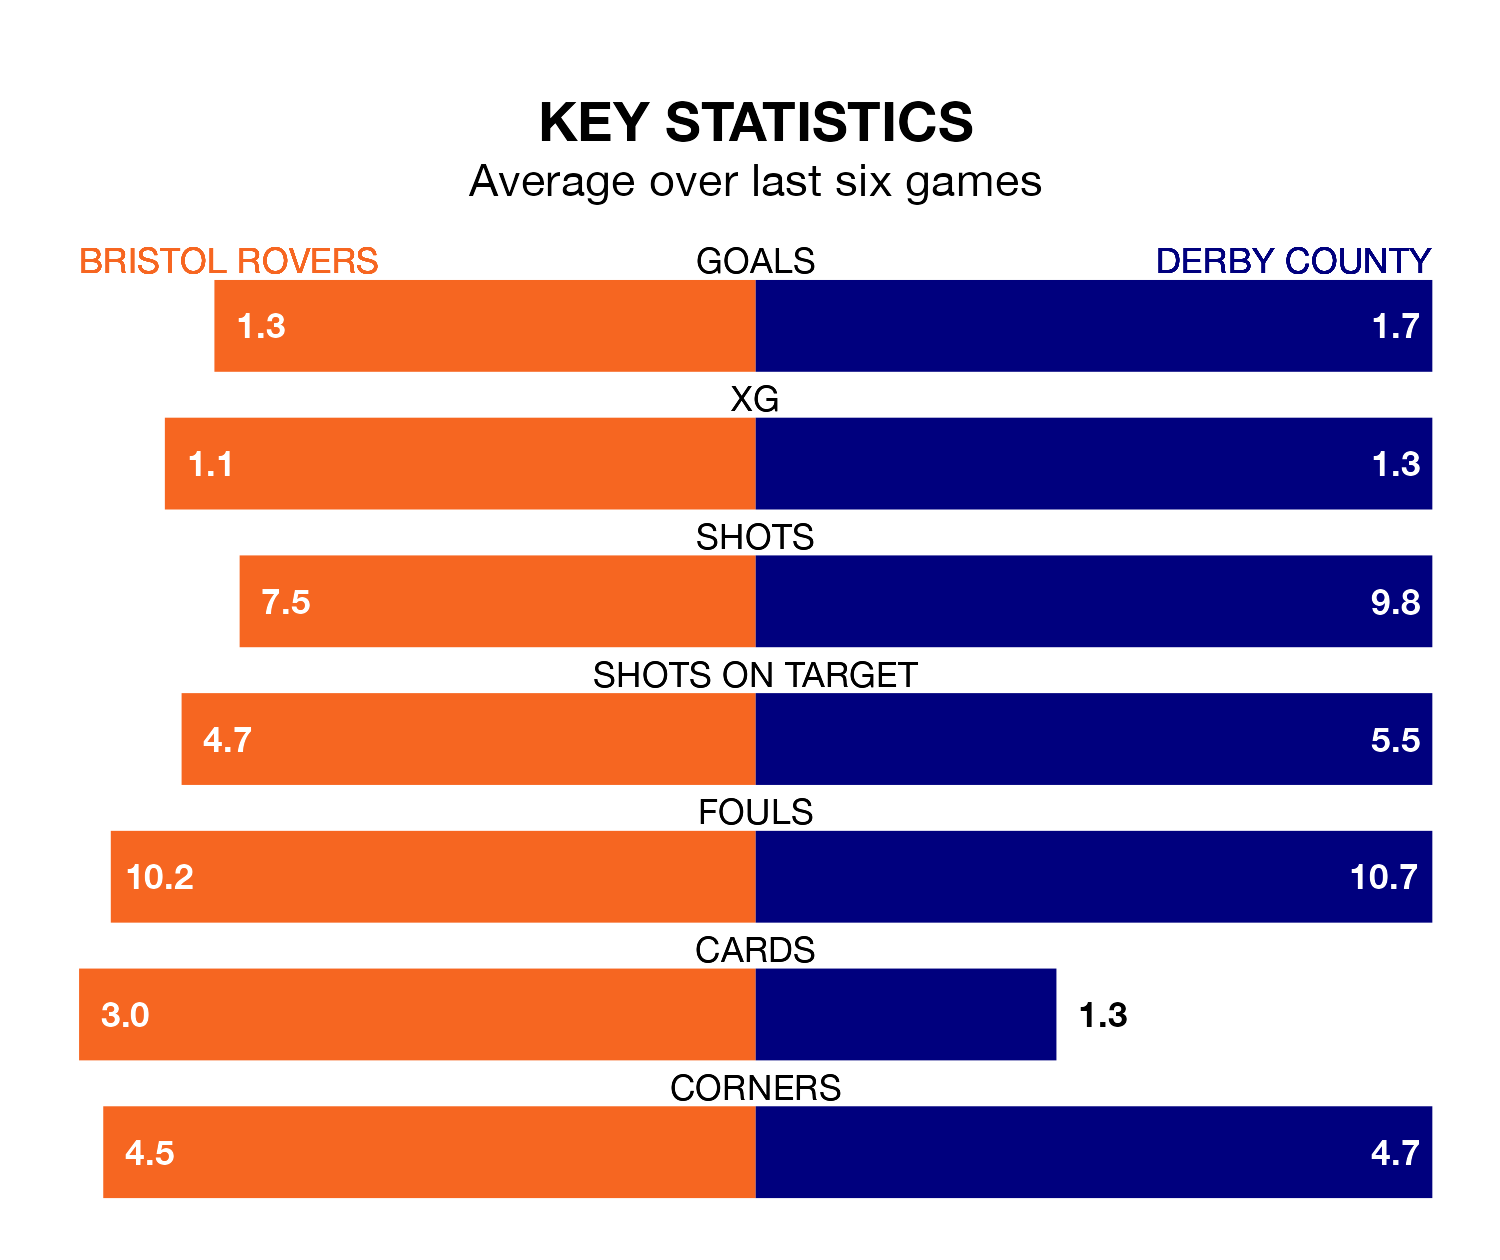 KEY STATISTICS
Average over last six games
BRISTOL ROVERS GOALS DERBY COUNTY
1.3 1.7
XG
1.1 1.3
SHOTS
7.5 9.8
SHOTS ON TARGET
4.7 5.5
FOULS
10.2 10.7
CARDS
3.0 1.3
CORNERS
4.5 4.7